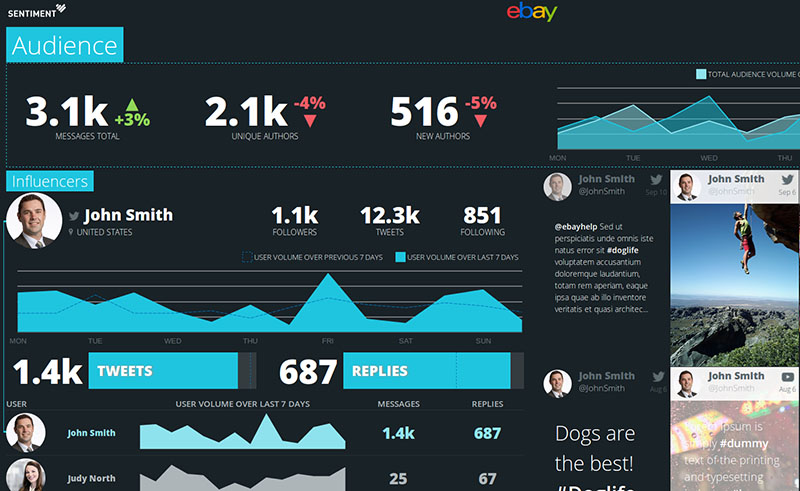 SENTIMENT
ebay
Audience
TOTAL AUDIENCE VOLUME
3.1k +3%
MESSAGES TOTAL
2.1k -4%
UNIQUE AUTHORS
516 -5%
NEW AUTHORS
MON TUE WED THU
Influencers
John Smith
UNITED STATES
1.1k
FOLLOWERS
12.3k
TWEETS
851
FOLLOWING
USER VOLUME OVER PREVIOUS 7 DAYS USER VOLUME OVER LAST 7 DAYS
MON TUE WED THU FRI SAT SUN
1.4k TWEETS
687 REPLIES
USER USER VOLUME OVER LAST 7 DAYS MESSAGES REPLIES
John Smith 1.4k 687
Judy North 25 67
John Smith
@JohnSmith Sep 10
@ebayhelp Sed ut
perspiciatis unde omnis iste
natus error sit #doglife
voluptatem accusantium
doloremque laudantium,
totam rem aperiam, eaque
ipsa quae ab illo inventore
veritatis et quasi architec...
John Smith
@JohnSmith Sep 6
John Smith
@JohnSmith Aug 6
Dogs are
the best!
#Doglife
John Smith
@JohnSmith Aug 6
Lorem Ipsum is
simply #dummy
text of the printing
and typesetting